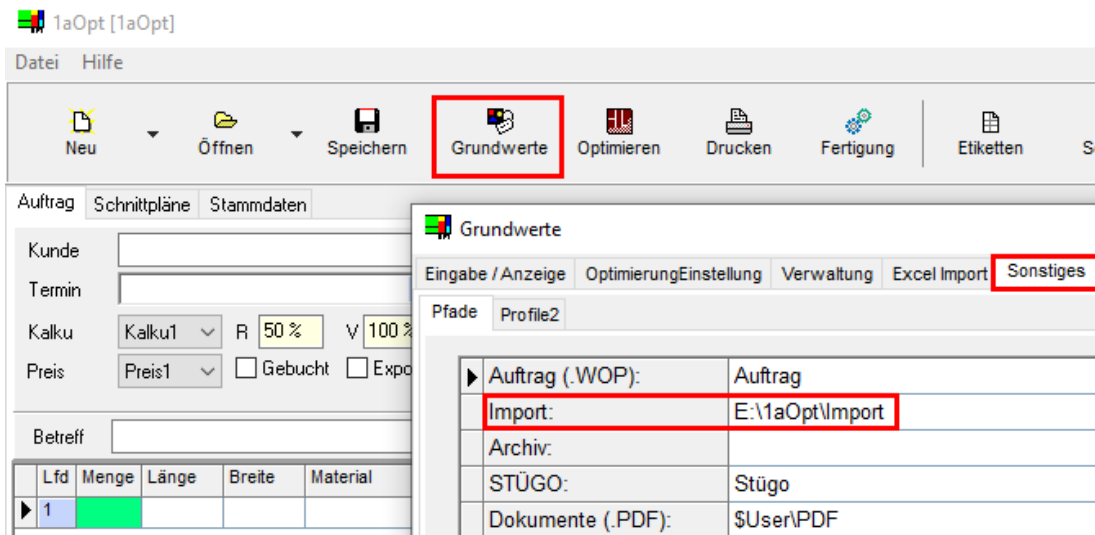 1aOpt [1aOpt]
Datei Hilfe
Neu Öffnen Speichern Grundwerte Optimieren Drucken Fertigung Etiketten
Auftrag Schnittpläne Stammdaten
Kunde
Termin
Kalku Kalku1 R 50 % V 100 %
Preis Preis1 Gebucht Expo
Betreff
Lfd Menge Länge Breite Material
1
Grundwerte
Eingabe / Anzeige OptimierungEinstellung Verwaltung Excel Import Sonstiges
Pfade Profile2
Auftrag (.WOP): Auftrag
Import: E:\1aOpt\Import
Archiv:
STÜGO: Stügo
Dokumente (.PDF): $User\PDF